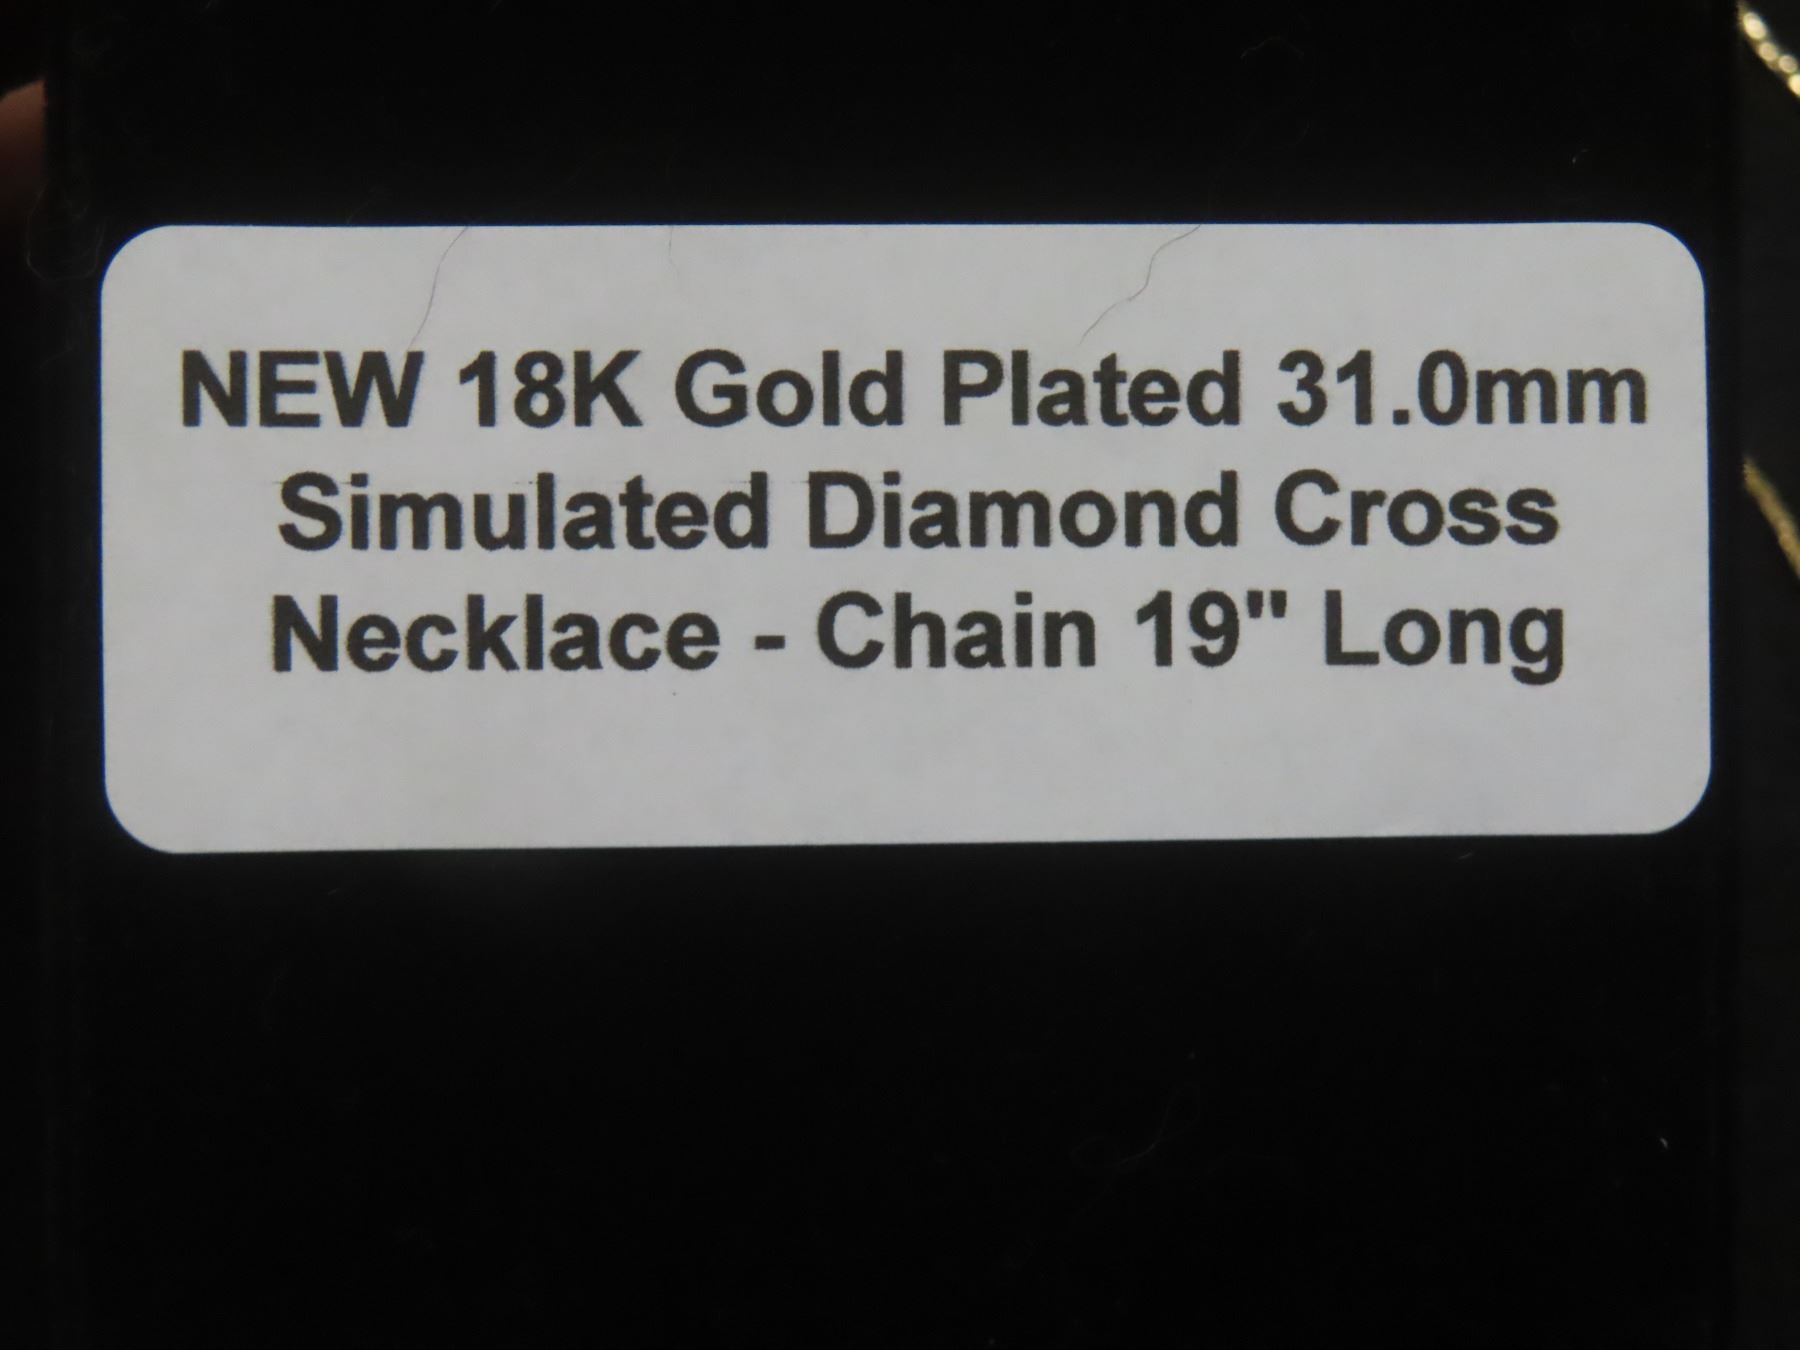 NEW 18K Gold Plated 31.0mm
Simulated Diamond Cross
Necklace - Chain 19" Long